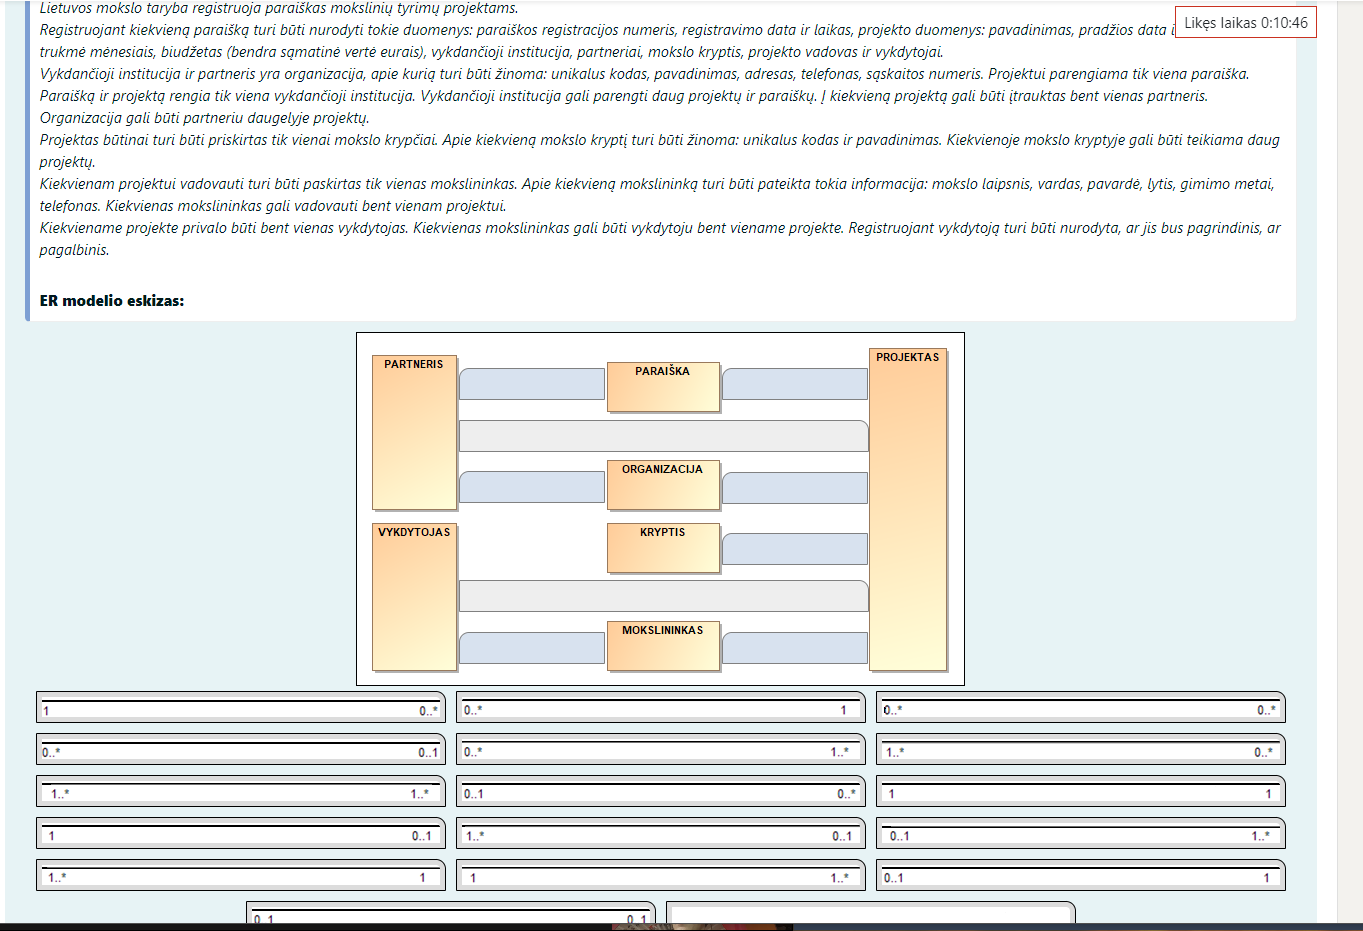 Lietuvos mokslo taryba registruoja paraiškas mokslinių tyrimų projektams.
Registruojant kiekvieną paraišką turi būti nurodyti tokie duomenys: paraiškos registracijos numeris, registravimo data ir laikas, projekto duomenys: pavadinimas, pradžios data i
Likęs laikas 0:10:46
trukmė mėnesiais, biudžetas (bendra sąmatinė vertė eurais), vykdančioji institucija, partneriai, mokslo kryptis, projekto vadovas ir vykdytojai.
Vykdančioji institucija ir partneris yra organizacija, apie kurią turi būti žinoma: unikalus kodas, pavadinimas, adresas, telefonas, sąskaitos numeris. Projektui parengiama tik viena paraiška.
Paraišką ir projektą rengia tik viena vykdančioji institucija. Vykdančioji institucija gali parengti daug projektų ir paraiškų. Į kiekvieną projektą gali būti įtrauktas bent vienas partneris.
Organizacija gali būti partneriu daugelyje projektų.
Projektas būtinai turi būti priskirtas tik vienai mokslo krypčiai. Apie kiekvieną mokslo kryptį turi būti žinoma: unikalus kodas ir pavadinimas. Kiekvienoje mokslo kryptyje gali būti teikiama daug
projektų.
Kiekvienam projektui vadovauti turi būti paskirtas tik vienas mokslininkas. Apie kiekvieną mokslininką turi būti pateikta tokia informacija: mokslo laipsnis, vardas, pavardė, lytis, gimimo metai,
telefonas. Kiekvienas mokslininkas gali vadovauti bent vienam projektui.
Kiekviename projekte privalo būti bent vienas vykdytojas. Kiekvienas mokslininkas gali būti vykdytoju bent viename projekte. Registruojant vykdytoją turi būti nurodyta, ar jis bus pagrindinis, ar
pagalbinis.
ER modelio eskizas:
PARTNERIS
PARAIŠKA
PROJEKTAS
ORGANIZACIJA
VYKDYTOJAS
KRYPTIS
MOKSLININKAS
1 0..*
0..* 1
0..* 0..*
0..* 0..1
0..* 1..*
1..* 0..*
1..* 1..*
0..1 0..*
1 1
1 0..1
1..* 0..1
0..1 1..*
1..* 1
1 1..*
0..1 1
0..1 0..1